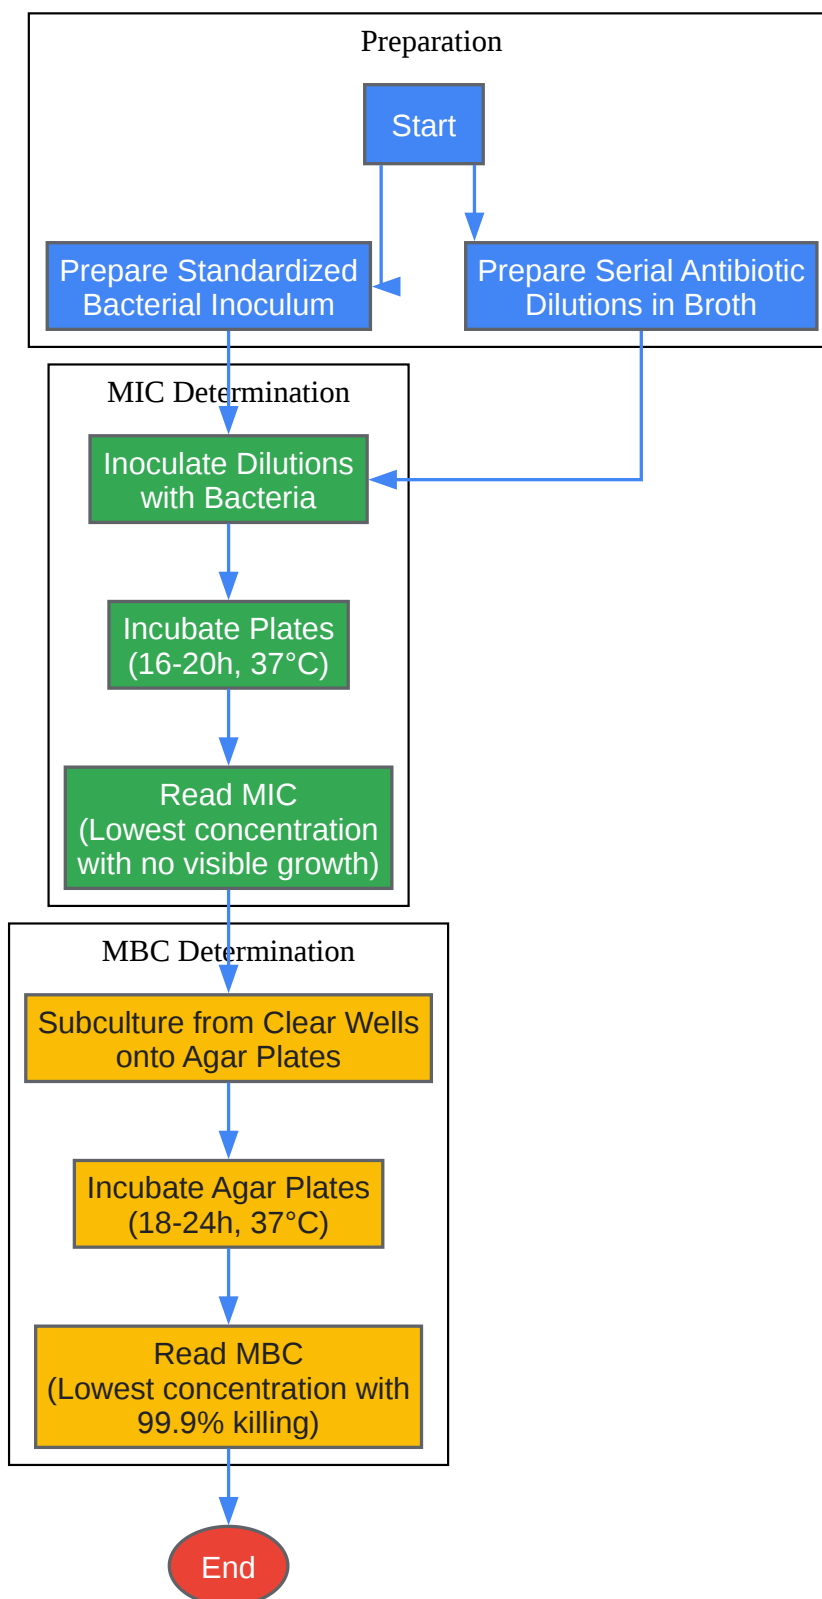 Preparation
Start
Prepare Standardized
Bacterial Inoculum
Prepare Serial Antibiotic
Dilutions in Broth
MIC Determination
Inoculate Dilutions
with Bacteria
Incubate Plates
(16-20h, 37°C)
Read MIC
(Lowest concentration
with no visible growth)
MBC Determination
Subculture from Clear Wells
onto Agar Plates
Incubate Agar Plates
(18-24h, 37°C)
Read MBC
(Lowest concentration with
99.9% killing)
End